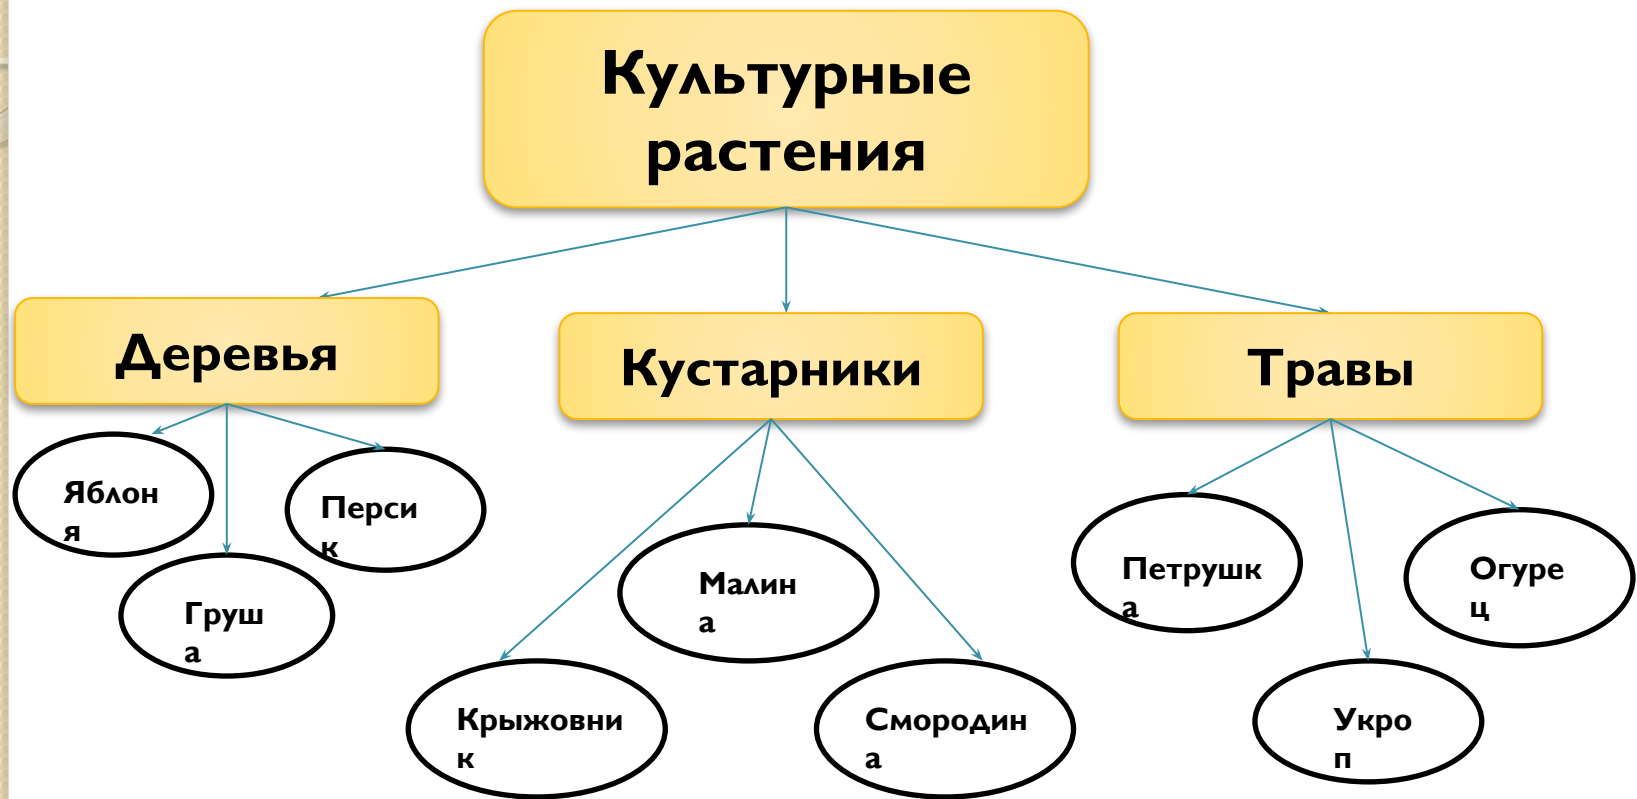 Культурные
растения
Деревья
Кустарники
Травы
Яблон
я
Перси
к
Груш
а
Малин
а
Крыжовни
к
Смородин
а
Петрушк
а
Огуре
ц
Укро
п